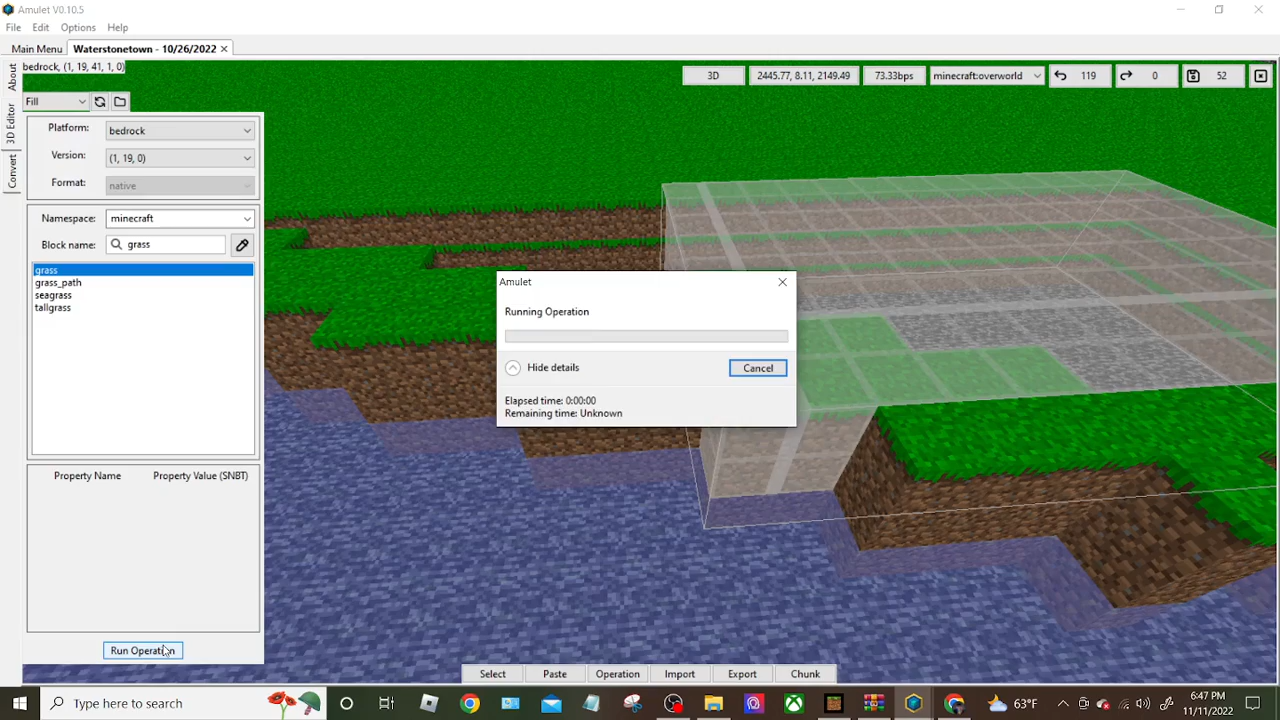 Amulet V0.10.5
File Edit Options Help
Main Menu Waterstonetown - 10/26/2022
bedrock, (1, 19, 41, 1, 0)
3D 2445.77, 8.11, 2149.49 73.33bps minecraft:overworld 119 0 52
About
3D Editor
Convert
Fill
Platform: bedrock
Version: (1, 19, 0)
Format: native
Namespace: minecraft
Block name: grass
grass
grass_path
seagrass
tallgrass
Property Name Property Value (SNBT)
Run Operation
Amulet
Running Operation
Hide details Cancel
Elapsed time: 0:00:00
Remaining time: Unknown
Select Paste Operation Import Export Chunk
Type here to search
63°F
6:47 PM
11/11/2022